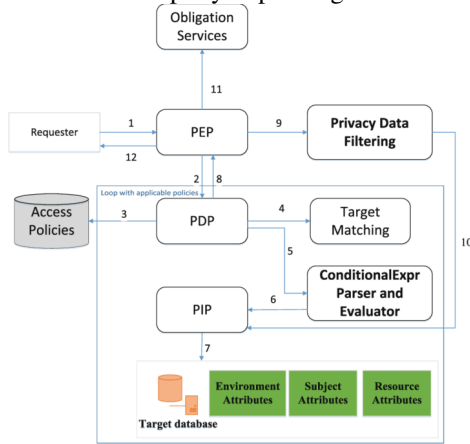 Obligation
Services
11
Requester
1
12
PEP
9
Privacy Data
Filtering
2
8
Loop with applicable policies
Access
Policies
3
PDP
4
Target
Matching
10
5
ConditionalExpr
Parser and
Evaluator
6
PIP
7
Target database
Environment
Attributes
Subject
Attributes
Resource
Attributes